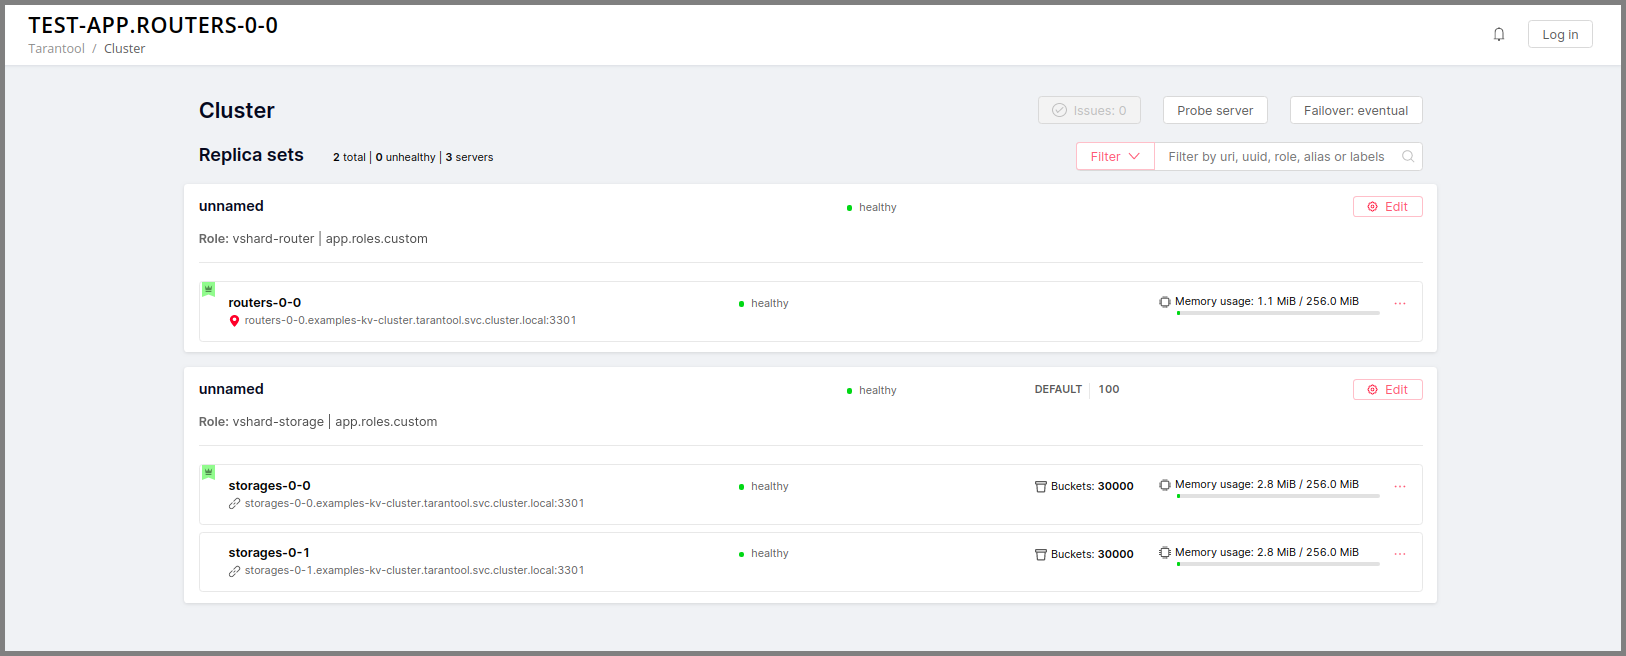 TEST-APP.ROUTERS-0-0
Tarantool / Cluster
Log in
Cluster
Issues: 0
Probe server
Failover: eventual
Replica sets
2 total | 0 unhealthy | 3 servers
Filter
Filter by uri, uuid, role, alias or labels
unnamed
healthy
Edit
Role: vshard-router | app.roles.custom
routers-0-0
healthy
Memory usage: 1.1 MiB / 256.0 MiB
routers-0-0.examples-kv-cluster.tarantool.svc.cluster.local:3301
unnamed
healthy
DEFAULT | 100
Edit
Role: vshard-storage | app.roles.custom
storages-0-0
healthy
Buckets: 30000
Memory usage: 2.8 MiB / 256.0 MiB
storages-0-0.examples-kv-cluster.tarantool.svc.cluster.local:3301
storages-0-1
healthy
Buckets: 30000
Memory usage: 2.8 MiB / 256.0 MiB
storages-0-1.examples-kv-cluster.tarantool.svc.cluster.local:3301